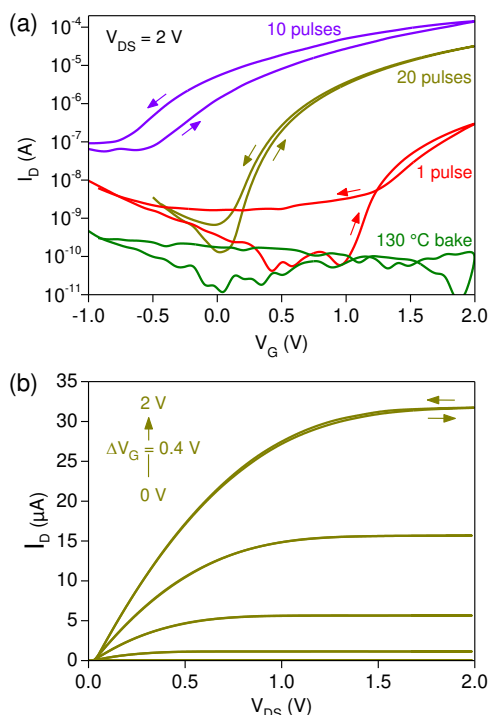 (a)
V_DS = 2 V
10 pulses
20 pulses
1 pulse
130 °C bake
I_D (A)
10^-4
10^-5
10^-6
10^-7
10^-8
10^-9
10^-10
10^-11
-1.0 -0.5 0.0 0.5 1.0 1.5 2.0
V_G (V)
(b)
2 V
ΔV_G = 0.4 V
0 V
I_D (µA)
35
30
25
20
15
10
5
0
0 0.5 1.0 1.5 2.0
V_DS (V)